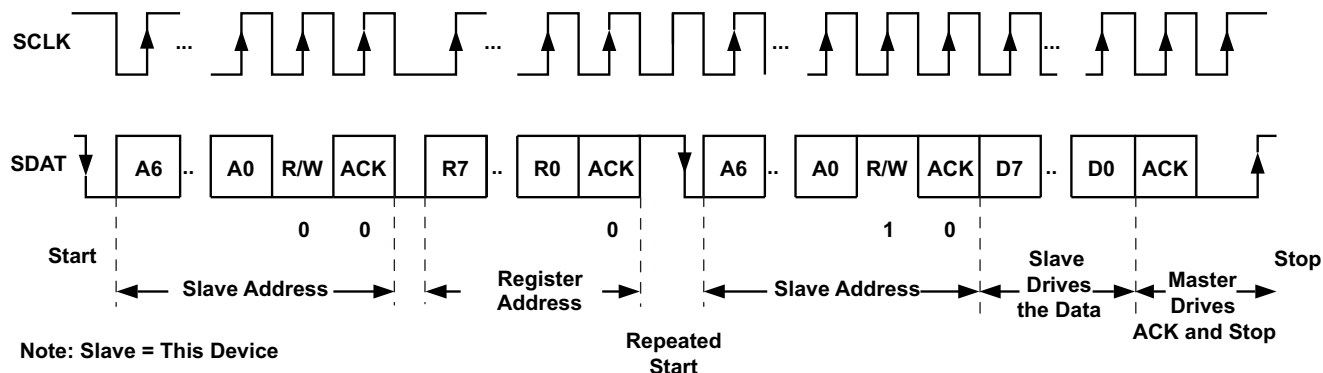 SCLK ... ... ... ...
SDAT A6 .. A0 R/W ACK R7 .. R0 ACK A6 .. A0 R/W ACK D7 .. D0 ACK
0 0 0 1 0
Start
Slave Address
Register
Address
Slave Address
Slave
Drives
the Data
Master
Drives
ACK and Stop
Stop
Repeated
Start
Note: Slave = This Device